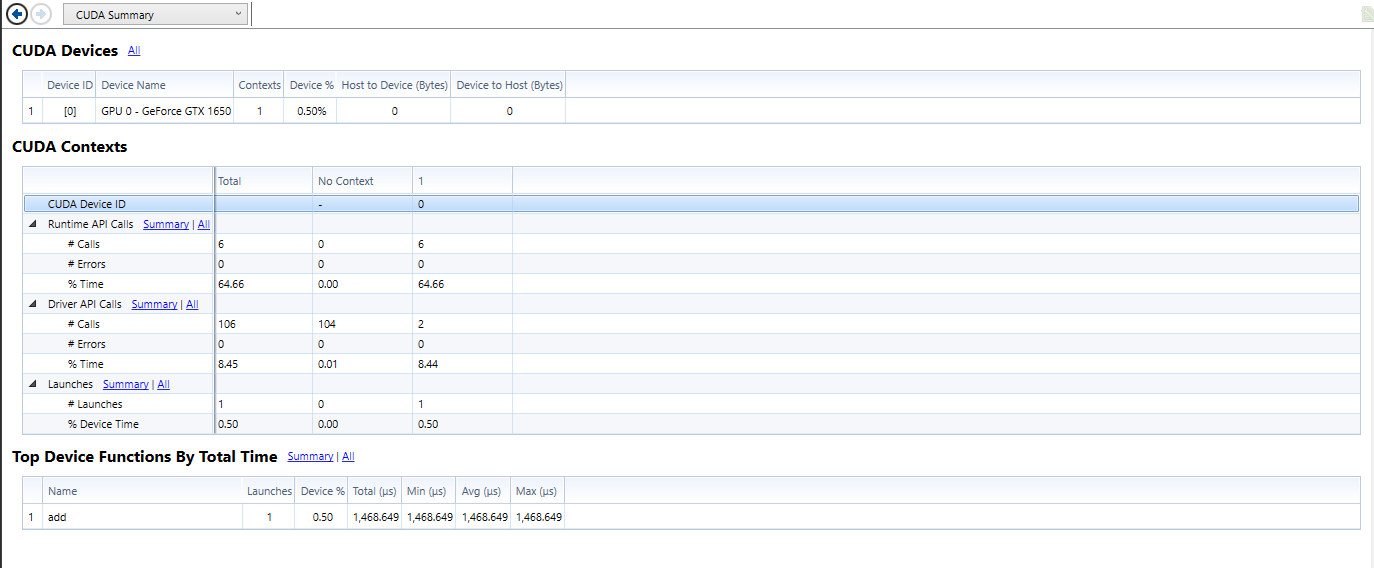 CUDA Summary
CUDA Devices All
Device ID Device Name Contexts Device % Host to Device (Bytes) Device to Host (Bytes)
1 [0] GPU 0 - GeForce GTX 1650 1 0.50% 0 0
CUDA Contexts
Total No Context 1
CUDA Device ID - 0
Runtime API Calls Summary | All
# Calls 6 0 6
# Errors 0 0 0
% Time 64.66 0.00 64.66
Driver API Calls Summary | All
# Calls 106 104 2
# Errors 0 0 0
% Time 8.45 0.01 8.44
Launches Summary | All
# Launches 1 0 1
% Device Time 0.50 0.00 0.50
Top Device Functions By Total Time Summary | All
Name Launches Device % Total (µs) Min (µs) Avg (µs) Max (µs)
1 add 1 0.50 1,468.649 1,468.649 1,468.649 1,468.649